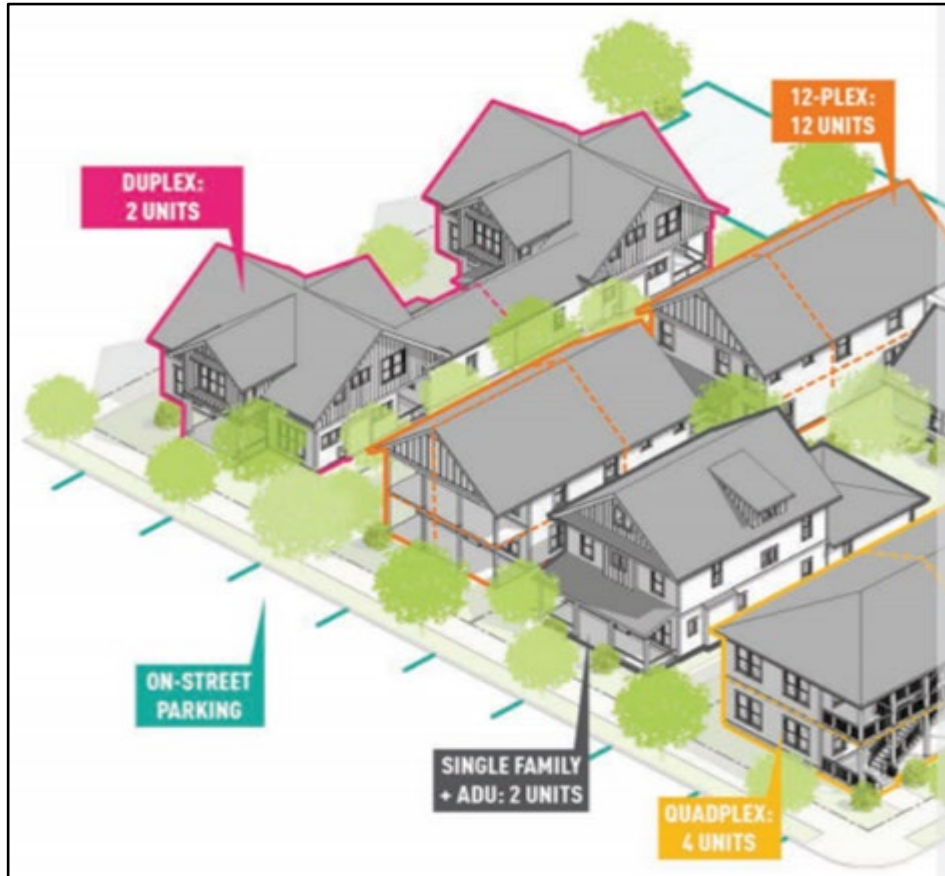 12-PLEX:
12 UNITS
DUPLEX:
2 UNITS
ON-STREET
PARKING
SINGLE FAMILY
+ ADU: 2 UNITS
QUADPLEX:
4 UNITS